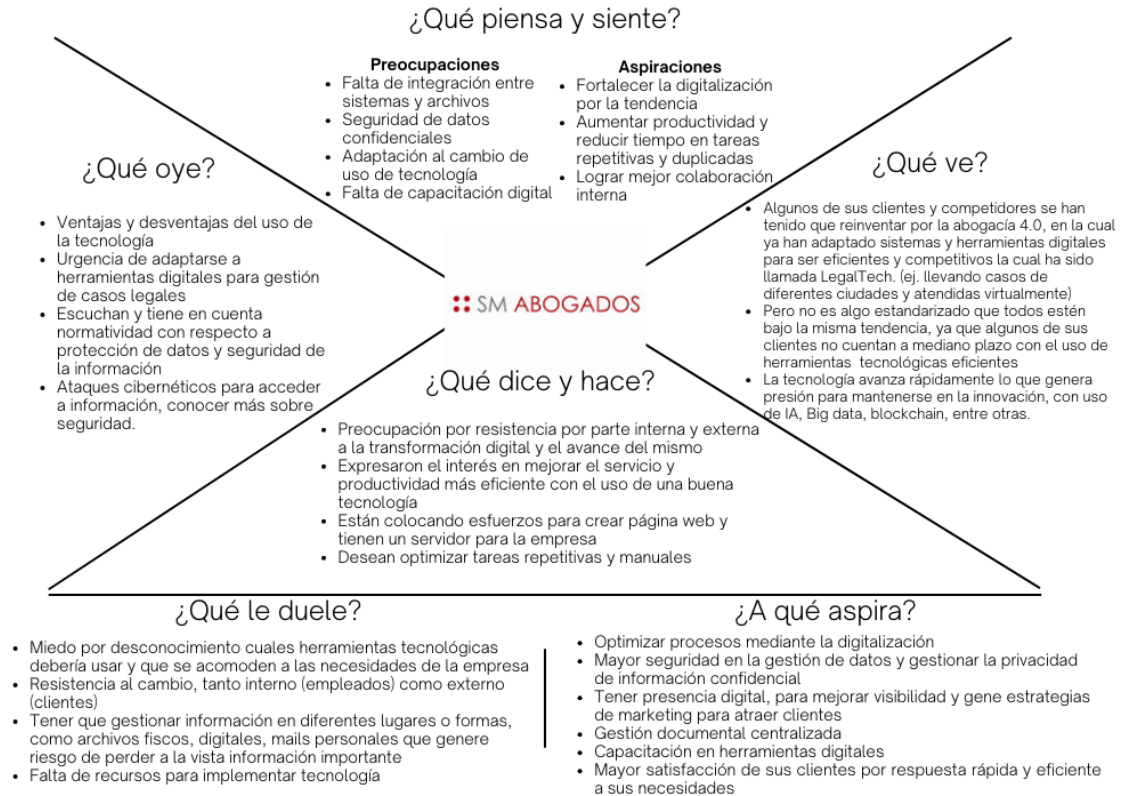 ¿Qué piensa y siente?
Preocupaciones
• Falta de integración entre
sistemas y archivos
• Seguridad de datos
confidenciales
• Adaptación al cambio de
uso de tecnología
• Falta de capacitación digital
Aspiraciones
• Fortalecer la digitalización
por la tendencia
• Aumentar productividad y
reducir tiempo en tareas
repetitivas y duplicadas
• Lograr mejor colaboración
interna
¿Qué oye?
• Ventajas y desventajas del uso de
la tecnología
• Urgencia de adaptarse a
herramientas digitales para gestión
de casos legales
• Escuchan y tiene en cuenta
normatividad con respecto a
protección de datos y seguridad de
la información
• Ataques cibernéticos para acceder
a información, conocer más sobre
seguridad.
SM ABOGADOS
¿Qué ve?
• Algunos de sus clientes y competidores se han
tenido que reinventar por la abogacía 4.0, en la cual
ya han adaptado sistemas y herramientas digitales
para ser eficientes y competitivos la cual ha sido
llamada LegalTech. (ej. llevando casos de
diferentes ciudades y atendidas virtualmente)
• Pero no es algo estandarizado que todos estén
bajo la misma tendencia, ya que algunos de sus
clientes no cuentan a mediano plazo con el uso de
herramientas tecnológicas eficientes
• La tecnología avanza rápidamente lo que genera
presión para mantenerse en la innovación, con uso
de IA, Big data, blockchain, entre otras.
¿Qué dice y hace?
• Preocupación por resistencia por parte interna y externa
a la transformación digital y el avance del mismo
• Expresaron el interés en mejorar el servicio y
productividad más eficiente con el uso de una buena
tecnología
• Están colocando esfuerzos para crear página web y
tienen un servidor para la empresa
• Desean optimizar tareas repetitivas y manuales
¿Qué le duele?
• Miedo por desconocimiento cuales herramientas tecnológicas
debería usar y que se acomoden a las necesidades de la empresa
• Resistencia al cambio, tanto interno (empleados) como externo
(clientes)
• Tener que gestionar información en diferentes lugares o formas,
como archivos fiscos, digitales, mails personales que genere
riesgo de perder a la vista información importante
• Falta de recursos para implementar tecnología
¿A qué aspira?
• Optimizar procesos mediante la digitalización
• Mayor seguridad en la gestión de datos y gestionar la privacidad
de información confidencial
• Tener presencia digital, para mejorar visibilidad y gene estrategias
de marketing para atraer clientes
• Gestión documental centralizada
• Capacitación en herramientas digitales
• Mayor satisfacción de sus clientes por respuesta rápida y eficiente
a sus necesidades